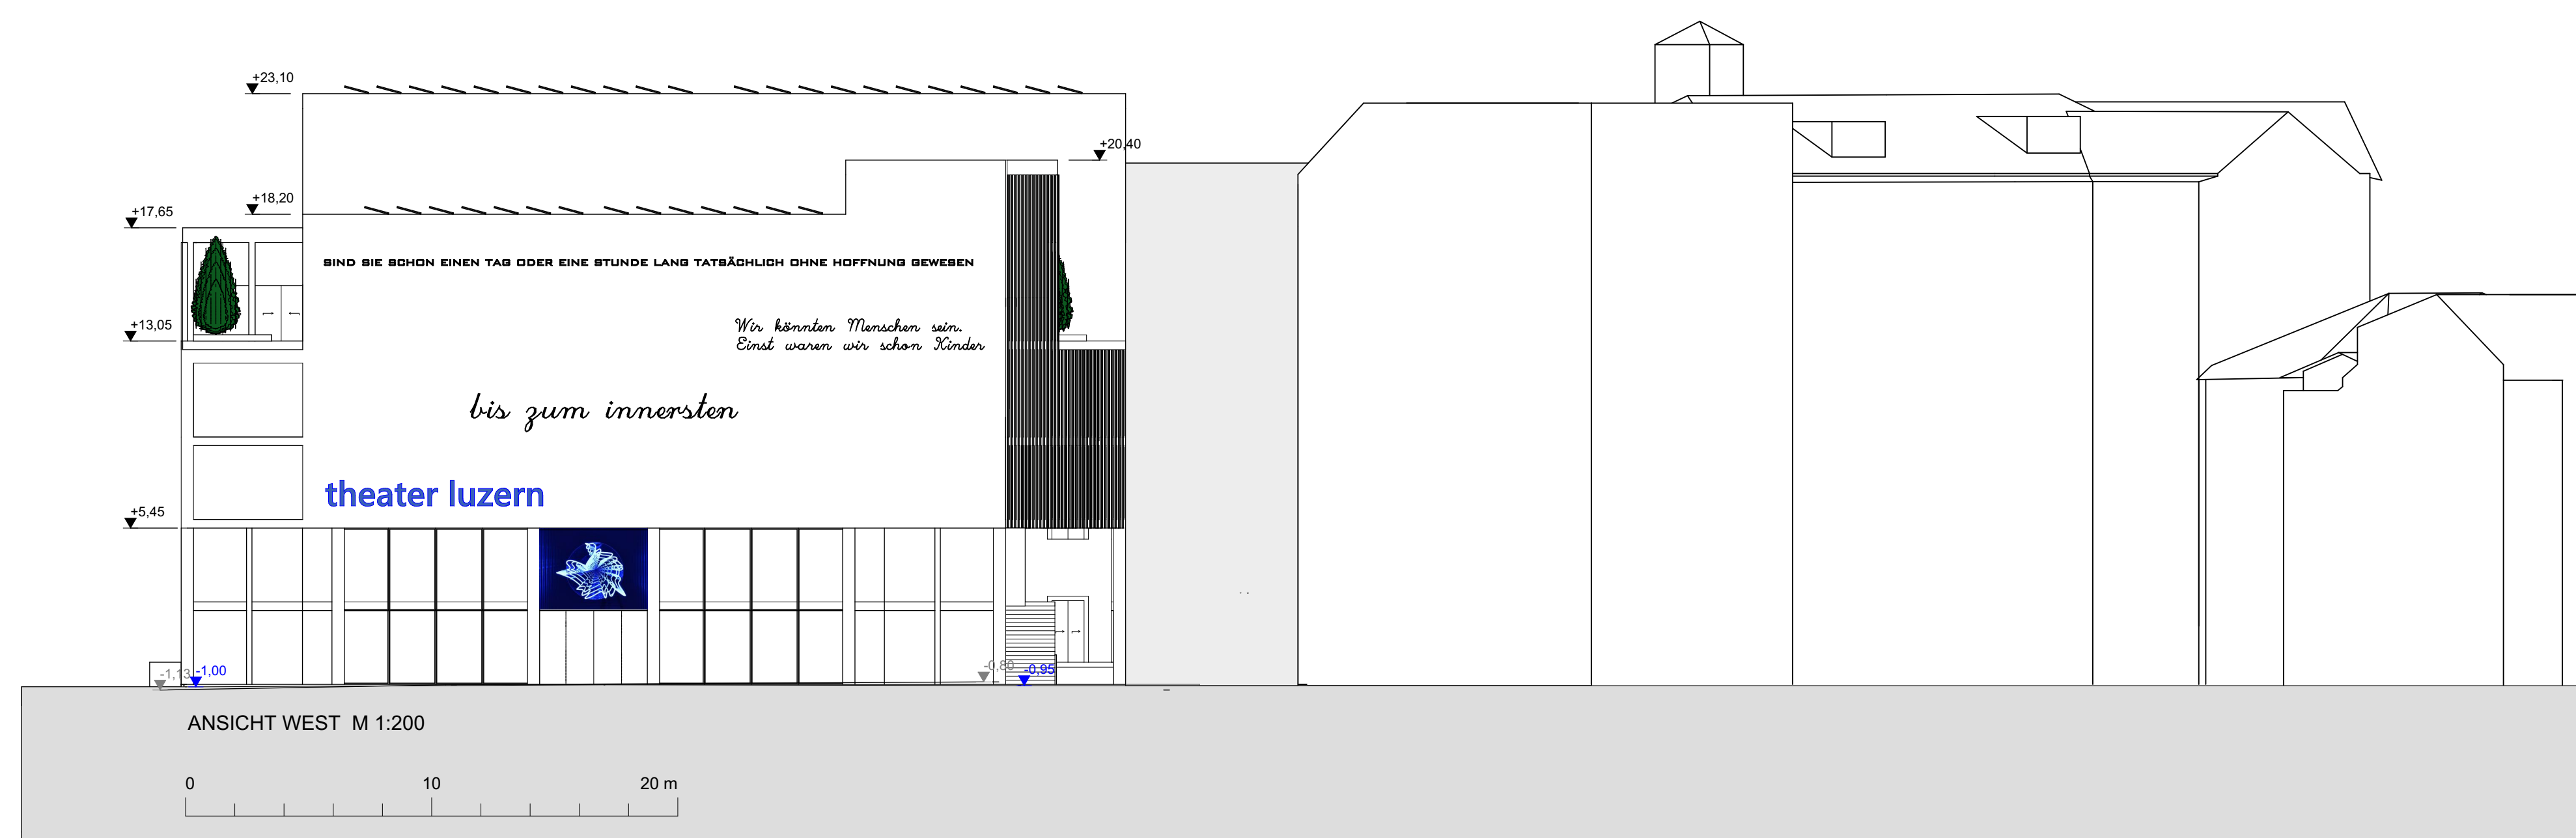 +23,10
+20,40
+18,20
+17,65
SIND SIE SCHON EINEN TAG ODER EINE STUNDE LANG TATSÄCHLICH OHNE HOFFNUNG GEWESEN
+13,05
Wir könnten Menschen sein.
Einst waren wir schon Kinder
bis zum innersten
theater luzern
+5,45
-1,13
-1,00
-0,80
-0,95
ANSICHT WEST M 1:200
0 10 20 m